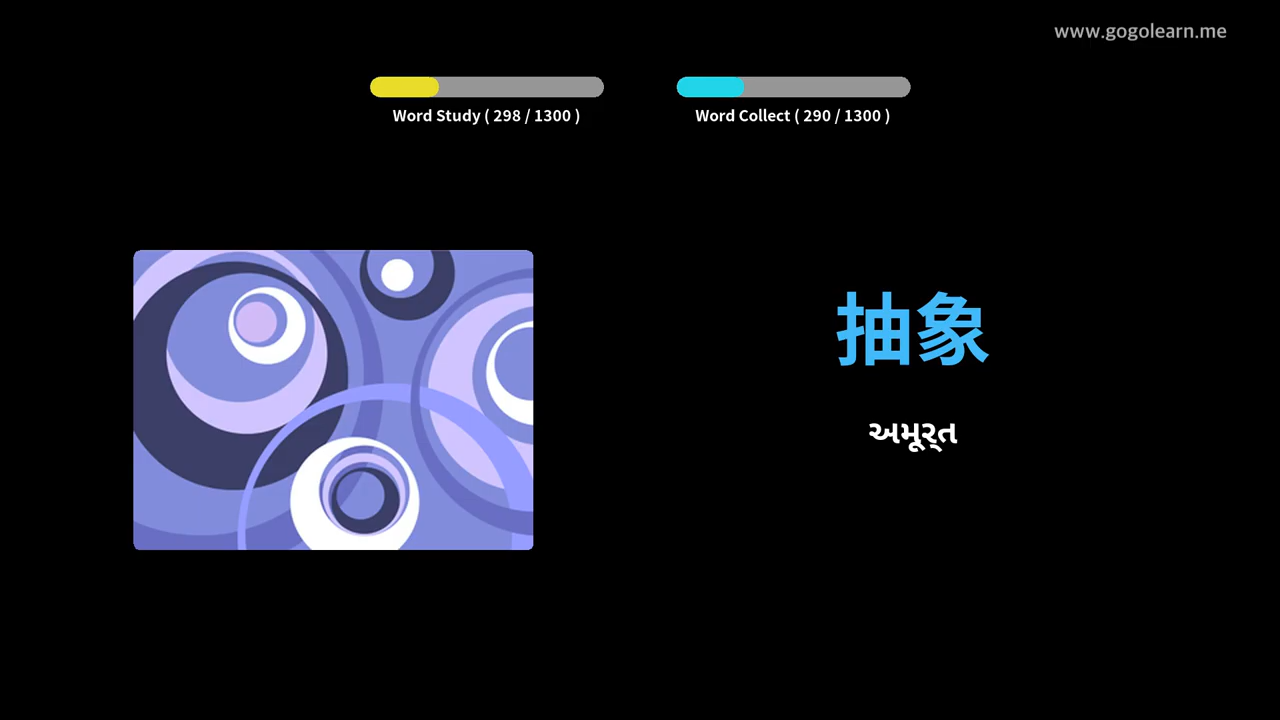 www.gogolearn.me
Word Study ( 298 / 1300 )
Word Collect ( 290 / 1300 )
抽象
અમૂર્ત